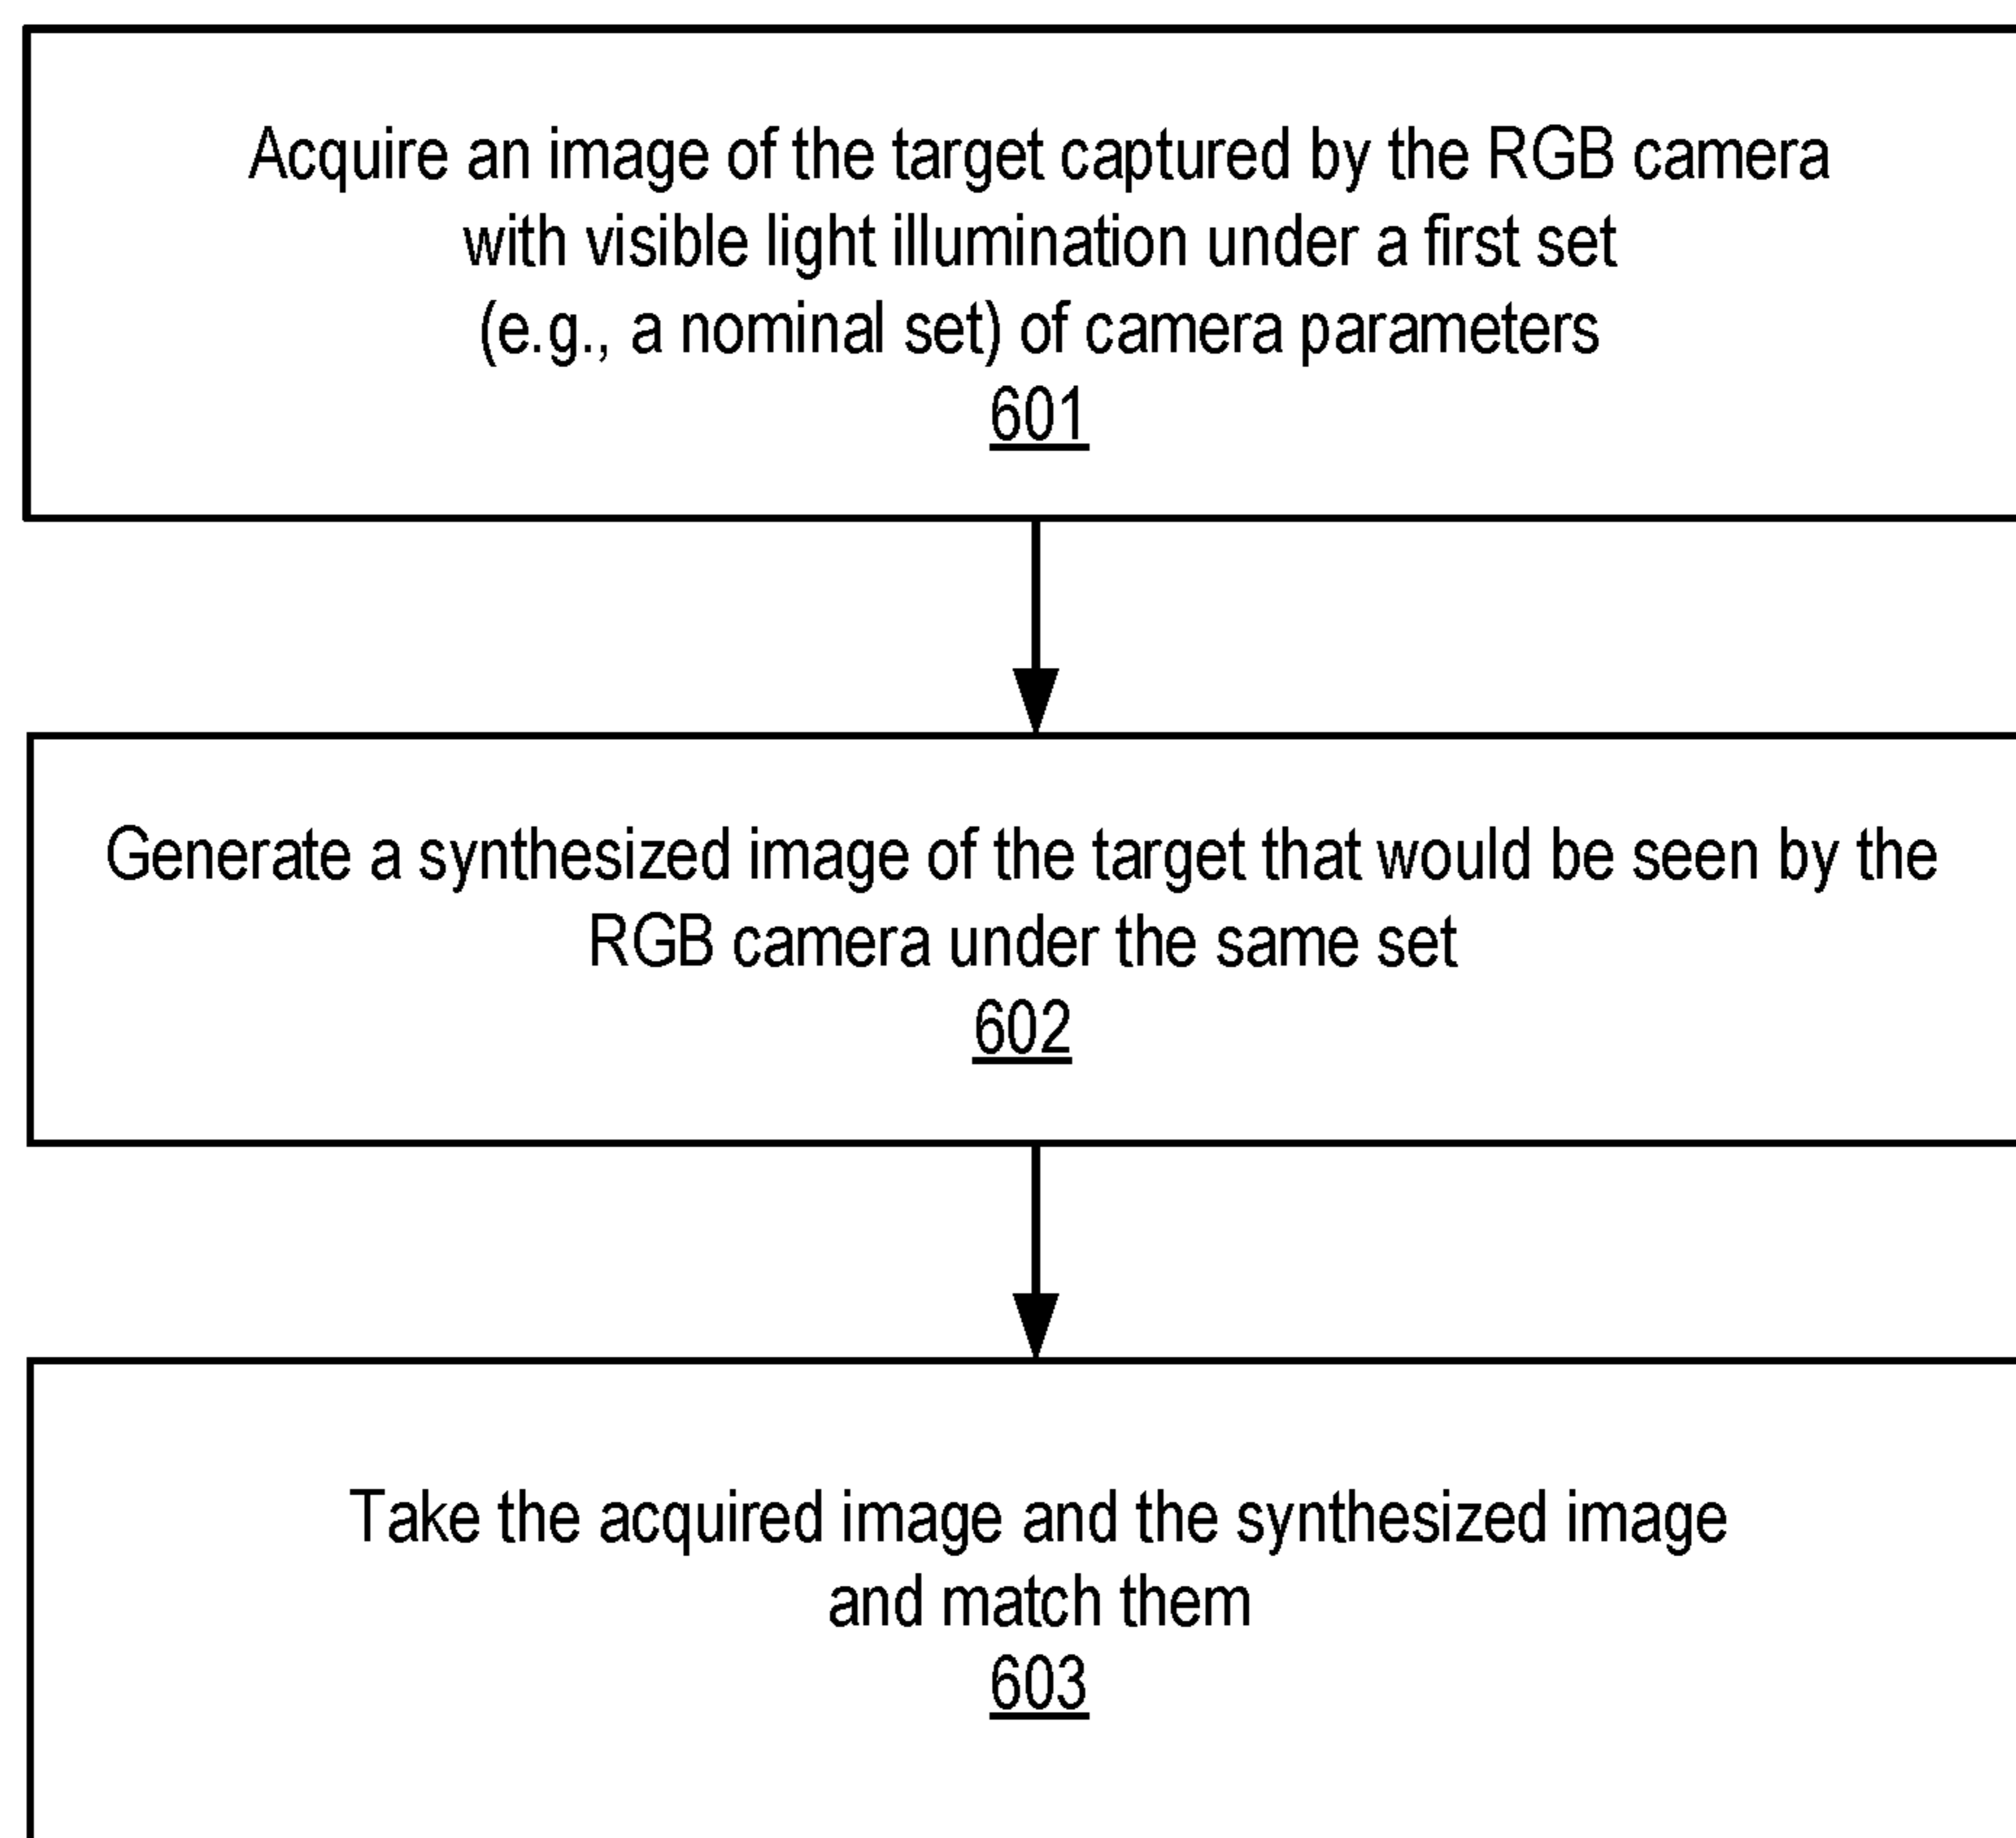 Acquire an image of the target captured by the RGB camera
with visible light illumination under a first set
(e.g., a nominal set) of camera parameters
601
Generate a synthesized image of the target that would be seen by the
RGB camera under the same set
602
Take the acquired image and the synthesized image
and match them
603